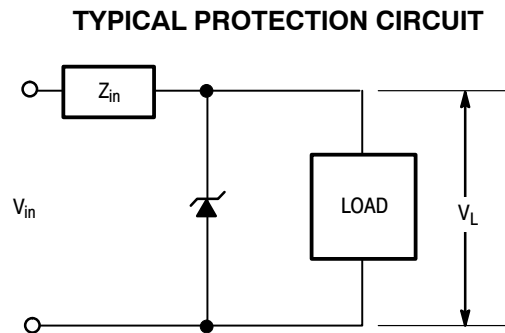 TYPICAL PROTECTION CIRCUIT
Zin
Vin
LOAD
VL